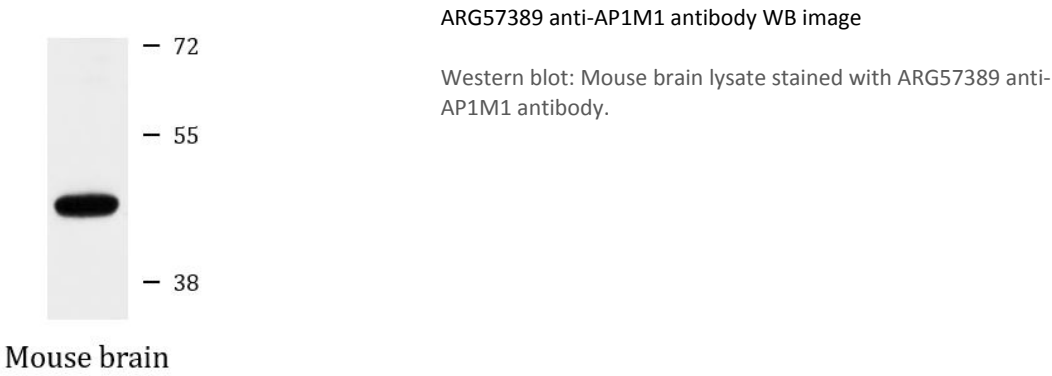 ARG57389 anti-AP1M1 antibody WB image
Western blot: Mouse brain lysate stained with ARG57389 anti-
AP1M1 antibody.
– 72
– 55
– 38
Mouse brain